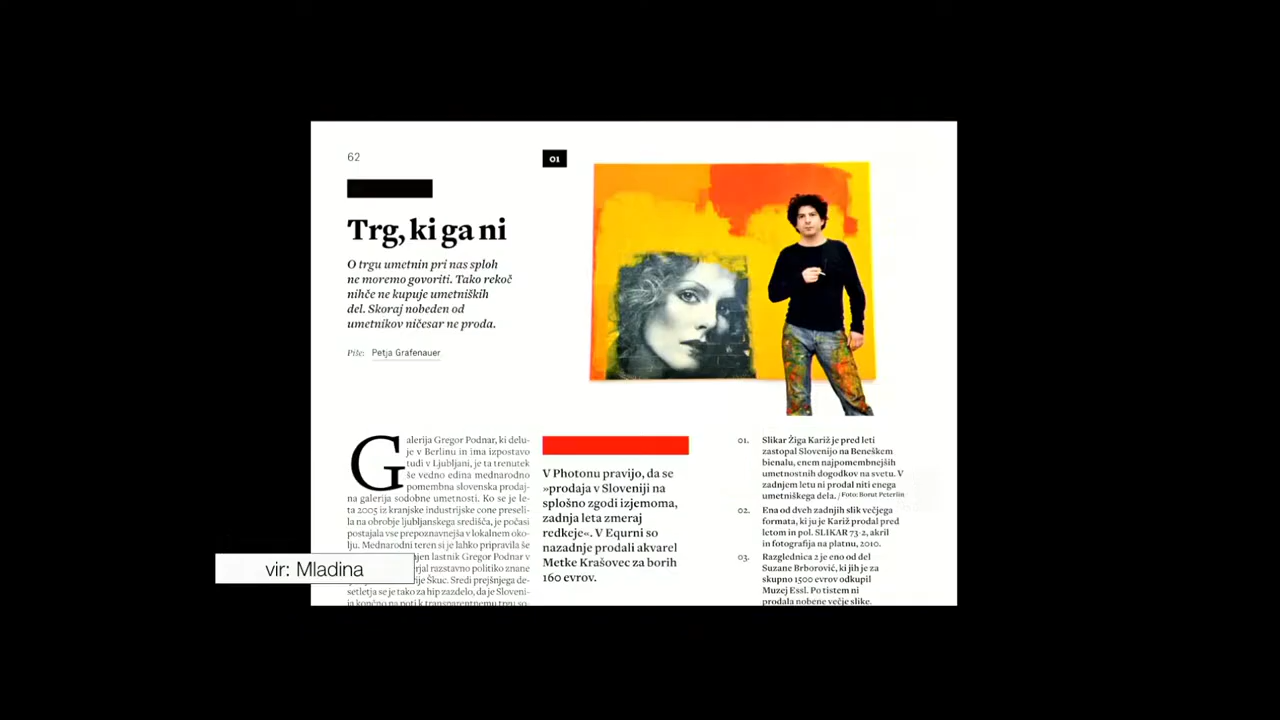 62
01
Trg, ki ga ni
O trgu umetnin pri nas sploh
ne moremo govoriti. Tako rekoč
nihče ne kupuje umetniških
del. Skoraj nobeden od
umetnikov ničesar ne proda.
Piše: Petja Grafenauer
Galerija Gregor Podnar, ki delu-
je v Berlinu in ima izpostavo
tudi v Ljubljani, je ta trenutek
še vedno edina mednarodno
pomembna slovenska prodaj-
na galerija sodobne umetnosti. Ko se je le-
ta 2005 iz kranjske industrijske cone preseli-
la na obrobje ljubljanskega središča, je počasi
postajala vse prepoznavnejša v lokalnem oko-
lju. Mednarodni teren si je lahko pripravila še
lastnik Gregor Podnar v
razstavno politiko znane
Škuc. Sredi prejšnjega de-
setletja se je tako za hip zazdelo, da je Sloveni-
ja končno na poti k transparentnemu trgu so-
V Photonu pravijo, da se
»prodaja v Sloveniji na
splošno zgodi izjemoma,
zadnja leta zmeraj
redkeje«. V Equrni so
nazadnje prodali akvarel
Metke Krašovec za borih
160 evrov.
01. Slikar Žiga Kariž je pred leti
zastopal Slovenijo na Beneškem
bienalu, enem najpomembnejših
umetnostnih dogodkov na svetu. V
zadnjem letu ni prodal niti enega
umetniškega dela. / Foto: Borut Peterlin
02. Ena od dveh zadnjih slik večjega
formata, ki ju je Kariž prodal pred
letom in pol. SLIKAR 73-2, akril
in fotografija na platnu, 2010.
03. Razglednica 2 je eno od del
Suzane Brborović, ki jih je za
skupno 1500 evrov odkupil
Muzej Essl. Po tistem ni
prodala nobene večje slike.
vir: Mladina